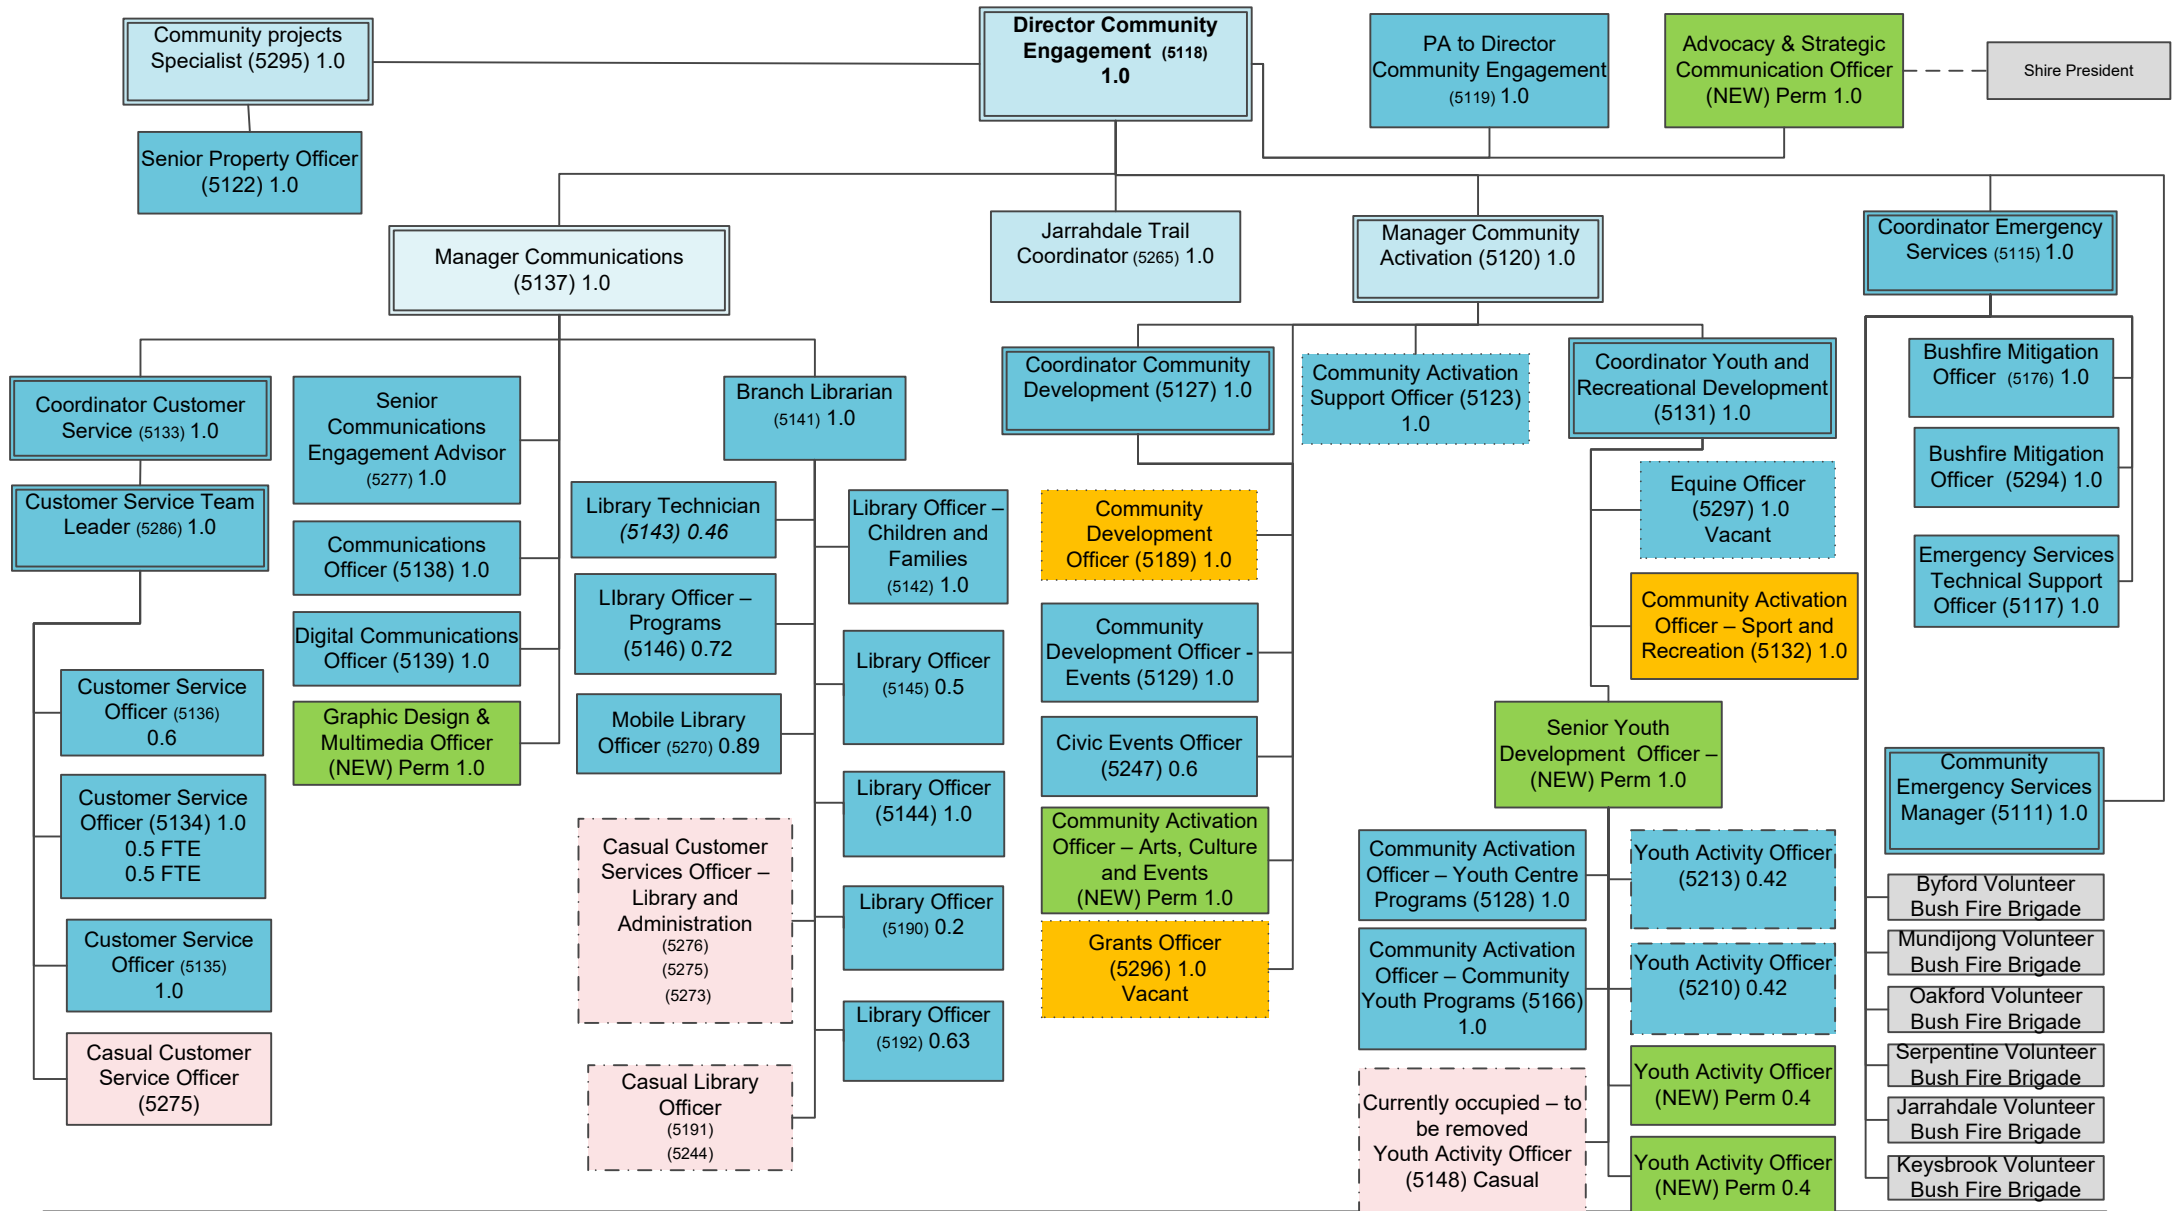 Community projects
Specialist (5295) 1.0
Director Community
Engagement (5118)
1.0
PA to Director
Community Engagement
(5119) 1.0
Advocacy & Strategic
Communication Officer
(NEW) Perm 1.0
Shire President
Senior Property Officer
(5122) 1.0
Manager Communications
(5137) 1.0
Jarrahdale Trail
Coordinator (5265) 1.0
Manager Community
Activation (5120) 1.0
Coordinator Emergency
Services (5115) 1.0
Coordinator Customer
Service (5133) 1.0
Customer Service Team
Leader (5286) 1.0
Customer Service
Officer (5136)
0.6
Customer Service
Officer (5134) 1.0
0.5 FTE
0.5 FTE
Customer Service
Officer (5135)
1.0
Casual Customer
Service Officer
(5275)
Senior
Communications
Engagement Advisor
(5277) 1.0
Communications
Officer (5138) 1.0
Digital Communications
Officer (5139) 1.0
Graphic Design &
Multimedia Officer
(NEW) Perm 1.0
Branch Librarian
(5141) 1.0
Library Technician
(5143) 0.46
LIbrary Officer –
Programs
(5146) 0.72
Mobile Library
Officer (5270) 0.89
Casual Customer
Services Officer –
Library and
Administration
(5276)
(5275)
(5273)
Casual Library
Officer
(5191)
(5244)
Library Officer –
Children and
Families
(5142) 1.0
Library Officer
(5145) 0.5
Library Officer
(5144) 1.0
Library Officer
(5190) 0.2
Library Officer
(5192) 0.63
Coordinator Community
Development (5127) 1.0
Community
Development
Officer (5189) 1.0
Community
Development Officer -
Events (5129) 1.0
Civic Events Officer
(5247) 0.6
Community Activation
Officer – Arts, Culture
and Events
(NEW) Perm 1.0
Grants Officer
(5296) 1.0
Vacant
Community Activation
Support Officer (5123)
1.0
Coordinator Youth and
Recreational Development
(5131) 1.0
Equine Officer
(5297) 1.0
Vacant
Community Activation
Officer – Sport and
Recreation (5132) 1.0
Senior Youth
Development Officer –
(NEW) Perm 1.0
Community Activation
Officer – Youth Centre
Programs (5128) 1.0
Community Activation
Officer – Community
Youth Programs (5166)
1.0
Currently occupied – to
be removed
Youth Activity Officer
(5148) Casual
Youth Activity Officer
(5213) 0.42
Youth Activity Officer
(5210) 0.42
Youth Activity Officer
(NEW) Perm 0.4
Youth Activity Officer
(NEW) Perm 0.4
Bushfire Mitigation
Officer (5176) 1.0
Bushfire Mitigation
Officer (5294) 1.0
Emergency Services
Technical Support
Officer (5117) 1.0
Community
Emergency Services
Manager (5111) 1.0
Byford Volunteer
Bush Fire Brigade
Mundijong Volunteer
Bush Fire Brigade
Oakford Volunteer
Bush Fire Brigade
Serpentine Volunteer
Bush Fire Brigade
Jarrahdale Volunteer
Bush Fire Brigade
Keysbrook Volunteer
Bush Fire Brigade